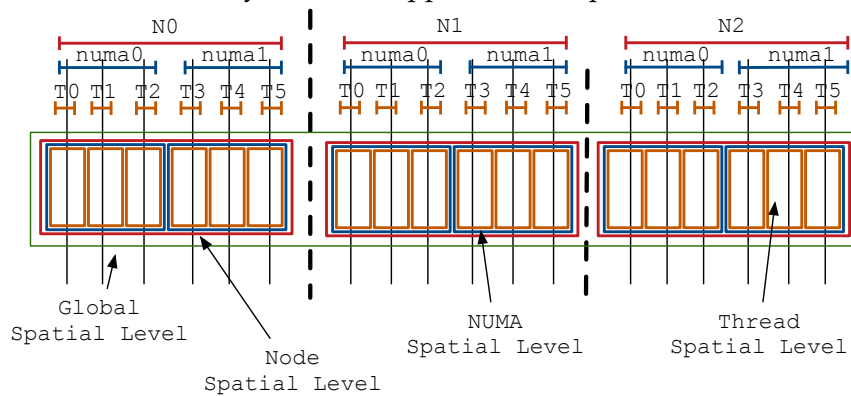 N0 N1 N2
numa0 numa1 numa0 numa1 numa0 numa1
T0 T1 T2 T3 T4 T5 T0 T1 T2 T3 T4 T5 T0 T1 T2 T3 T4 T5
Global
Spatial Level
Node
Spatial Level
NUMA
Spatial Level
Thread
Spatial Level